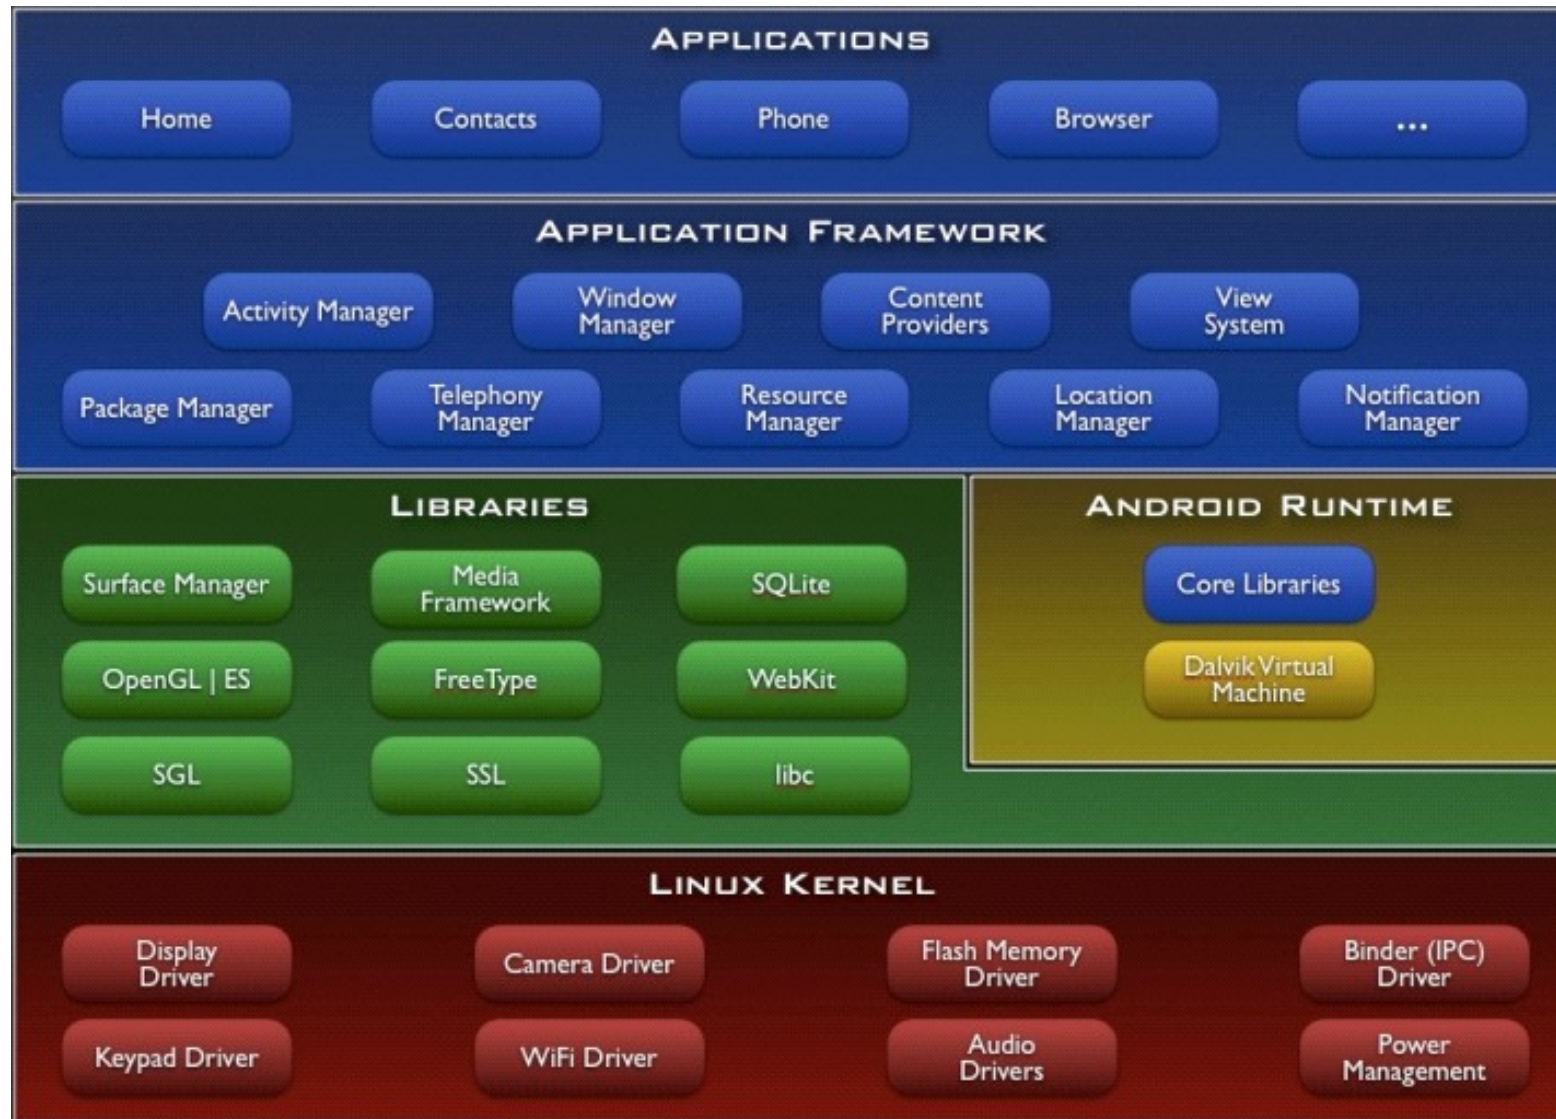 APPLICATIONS
Home
Contacts
Phone
Browser
...
APPLICATION FRAMEWORK
Activity Manager
Window
Manager
Content
Providers
View
System
Package Manager
Telephony
Manager
Resource
Manager
Location
Manager
Notification
Manager
LIBRARIES
Surface Manager
Media
Framework
SQLite
OpenGL | ES
FreeType
WebKit
SGL
SSL
libc
ANDROID RUNTIME
Core Libraries
Dalvik Virtual
Machine
LINUX KERNEL
Display
Driver
Camera Driver
Flash Memory
Driver
Binder (IPC)
Driver
Keypad Driver
WiFi Driver
Audio
Drivers
Power
Management